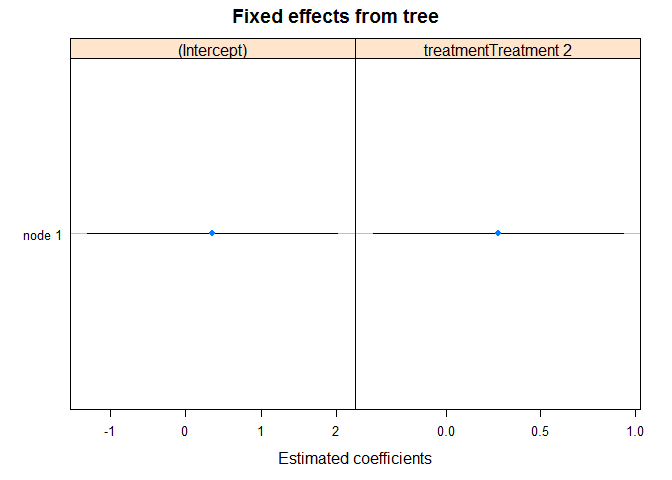 Fixed effects from tree
(Intercept) treatmentTreatment 2
node 1
-1 0 1 2 0.0 0.5 1.0
Estimated coefficients